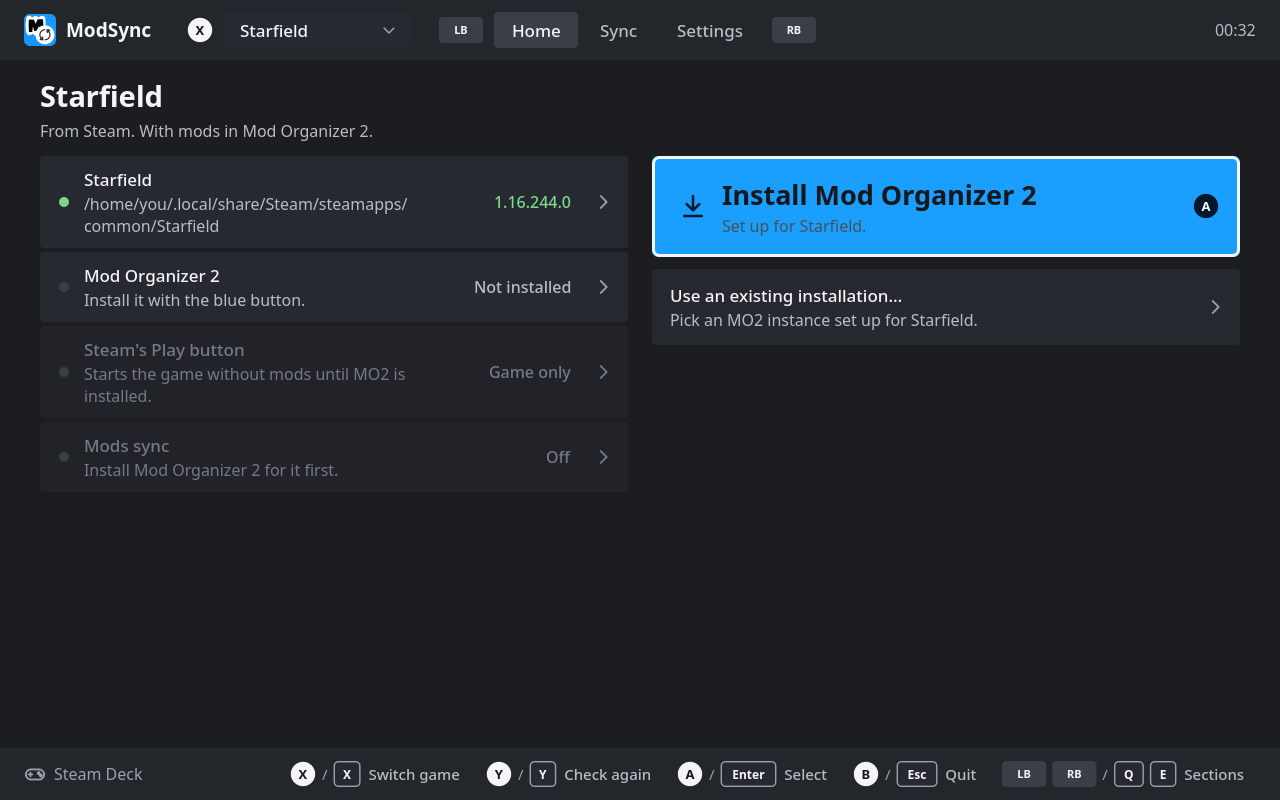 ModSync
X
Starfield
LB
Home
Sync
Settings
RB
00:32
Starfield
From Steam. With mods in Mod Organizer 2.
Starfield
/home/you/.local/share/Steam/steamapps/
common/Starfield
1.16.244.0
Mod Organizer 2
Install it with the blue button.
Not installed
Steam's Play button
Starts the game without mods until MO2 is
installed.
Game only
Mods sync
Install Mod Organizer 2 for it first.
Off
Install Mod Organizer 2
Set up for Starfield.
A
Use an existing installation...
Pick an MO2 instance set up for Starfield.
Steam Deck
X / X Switch game
Y / Y Check again
A / Enter Select
B / Esc Quit
LB RB / Q E Sections